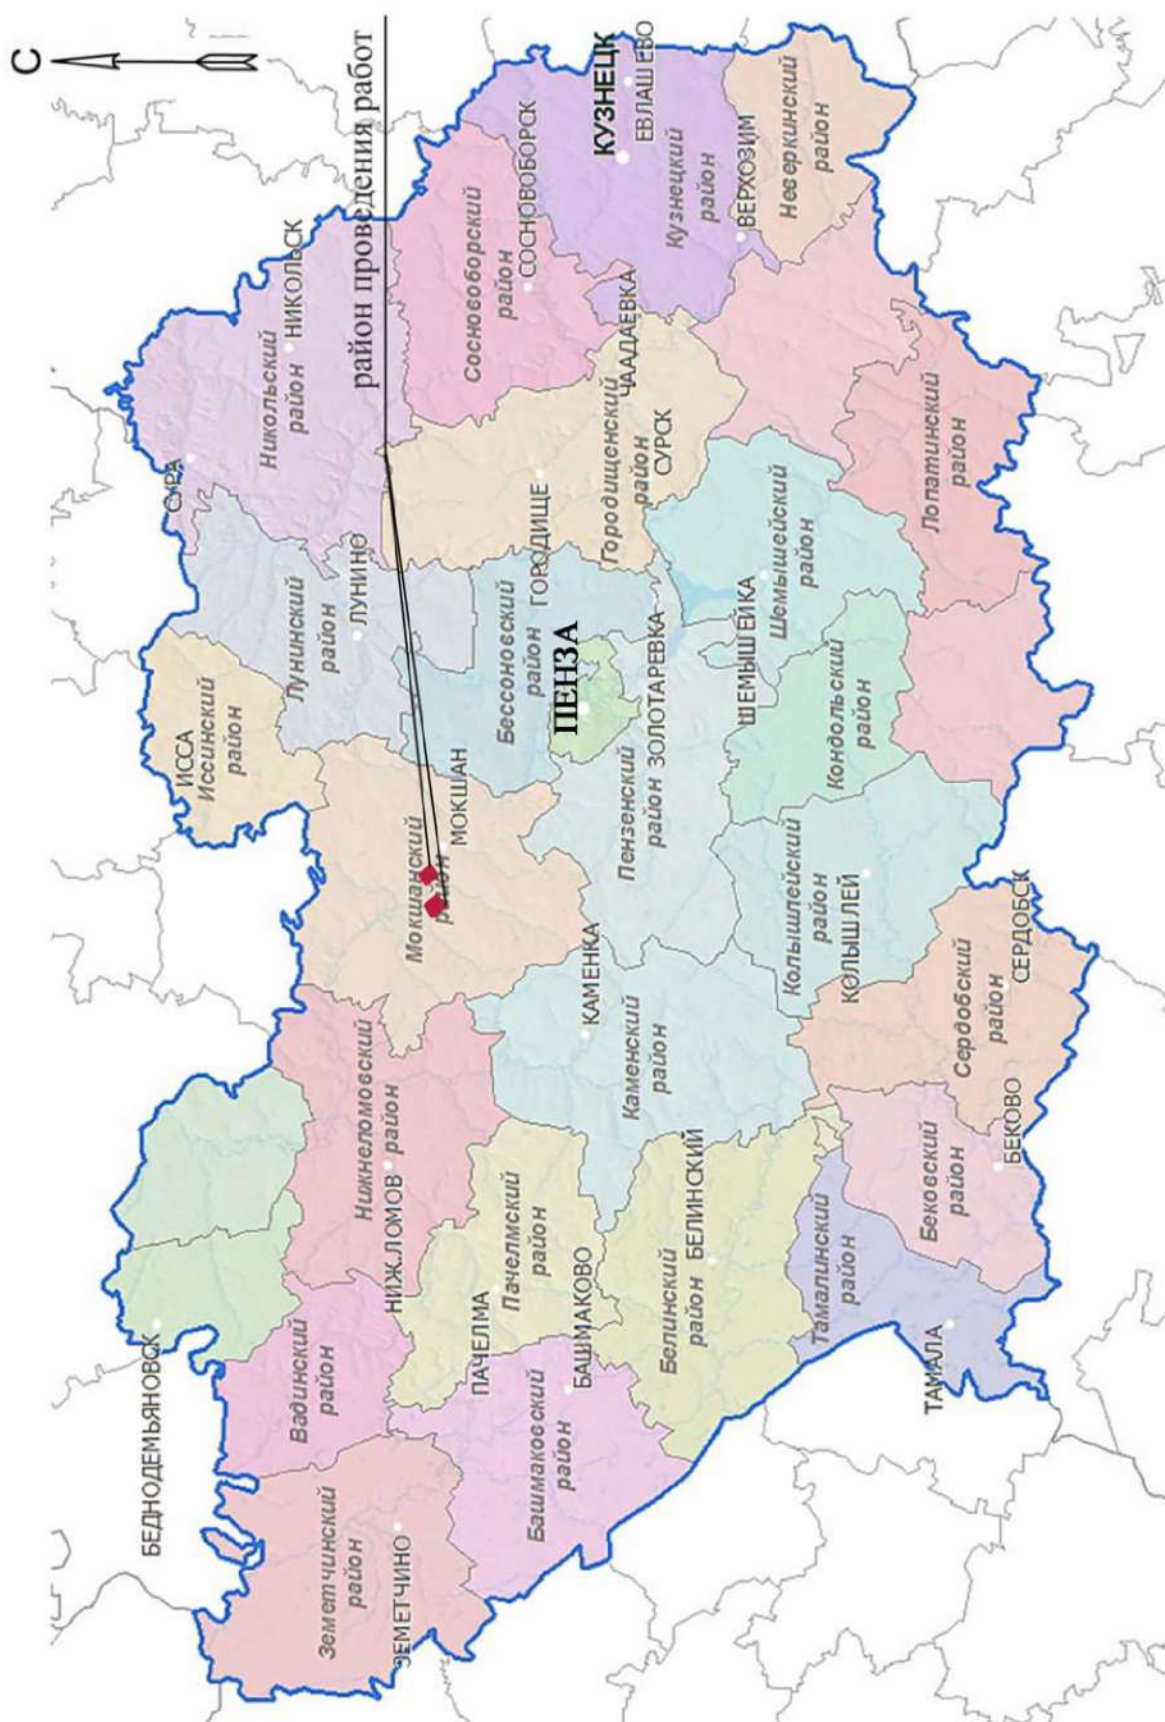 С
район проведения работ
БЕДНОДЕМЬЯНОВСК
ИССА
Иссинский
район
СУРА
Никольский
район
НИКОЛЬСК
Лунинский
район
ЛУНИНО
Земетчинский
район
ЗЕМЕТЧИНО
Вадинский
район
НИЖ.ЛОМОВ
Нижнеломовский
район
Мокшанский
район
МОКШАН
Сосновоборский
район
СОСНОВОБОРСК
Бессоновский
район
ГОРОДИЩЕ
Городищенский
район
СУРСК
ЧААДАЕВКА
КУЗНЕЦК
ЕВЛАШЕВО
Кузнецкий
район
ВЕРХОЗИМ
Неверкинский
район
ПЕНЗА
Пензенский
район
ЗОЛОТАРЕВКА
ПАЧЕЛМА
Пачелмский
район
Башмаковский
район
БАШМАКОВО
КАМЕНКА
Каменский
район
Белинский
район
БЕЛИНСКИЙ
ШЕМЫШЕЙКА
Шемышейский
район
Кондольский
район
Колышлейский
район
КОЛЫШЛЕЙ
Лопатинский
район
Тамалинский
район
ТАМАЛА
Бековский
район
БЕКОВО
Сердобский
район
СЕРДОБСК